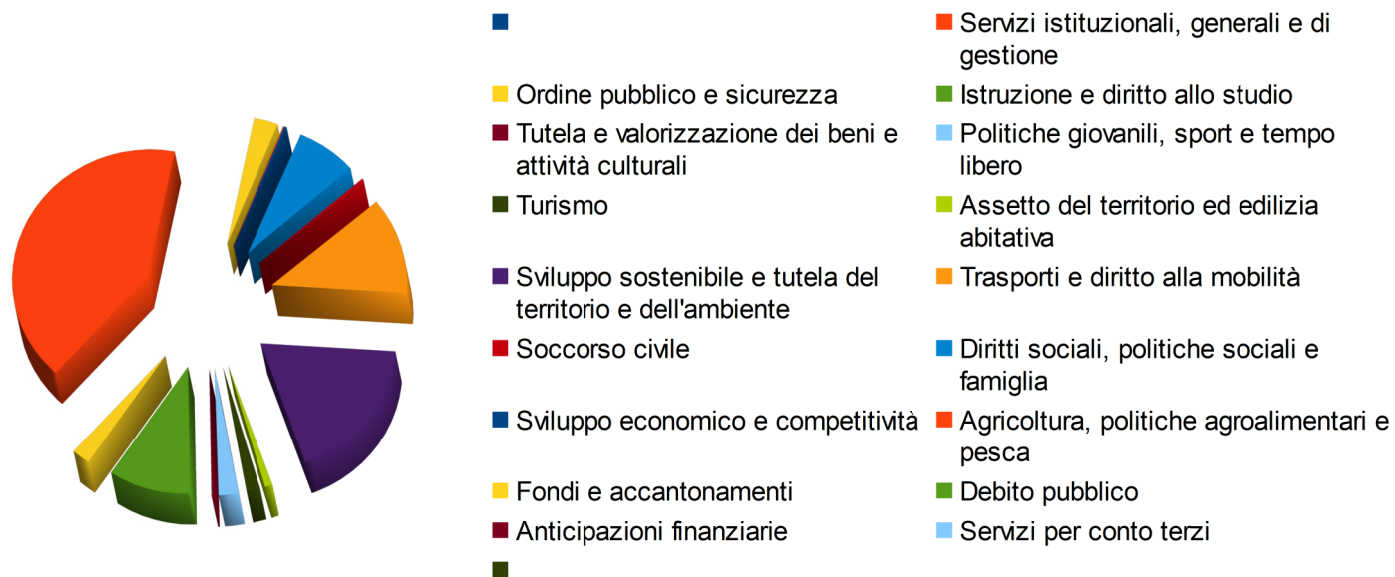 Servizi istituzionali, generali e di
gestione
Ordine pubblico e sicurezza
Istruzione e diritto allo studio
Tutela e valorizzazione dei beni e
attività culturali
Politiche giovanili, sport e tempo
libero
Turismo
Assetto del territorio ed edilizia
abitativa
Sviluppo sostenibile e tutela del
territorio e dell'ambiente
Trasporti e diritto alla mobilità
Soccorso civile
Diritti sociali, politiche sociali e
famiglia
Sviluppo economico e competitività
Agricoltura, politiche agroalimentari e
pesca
Fondi e accantonamenti
Debito pubblico
Anticipazioni finanziarie
Servizi per conto terzi